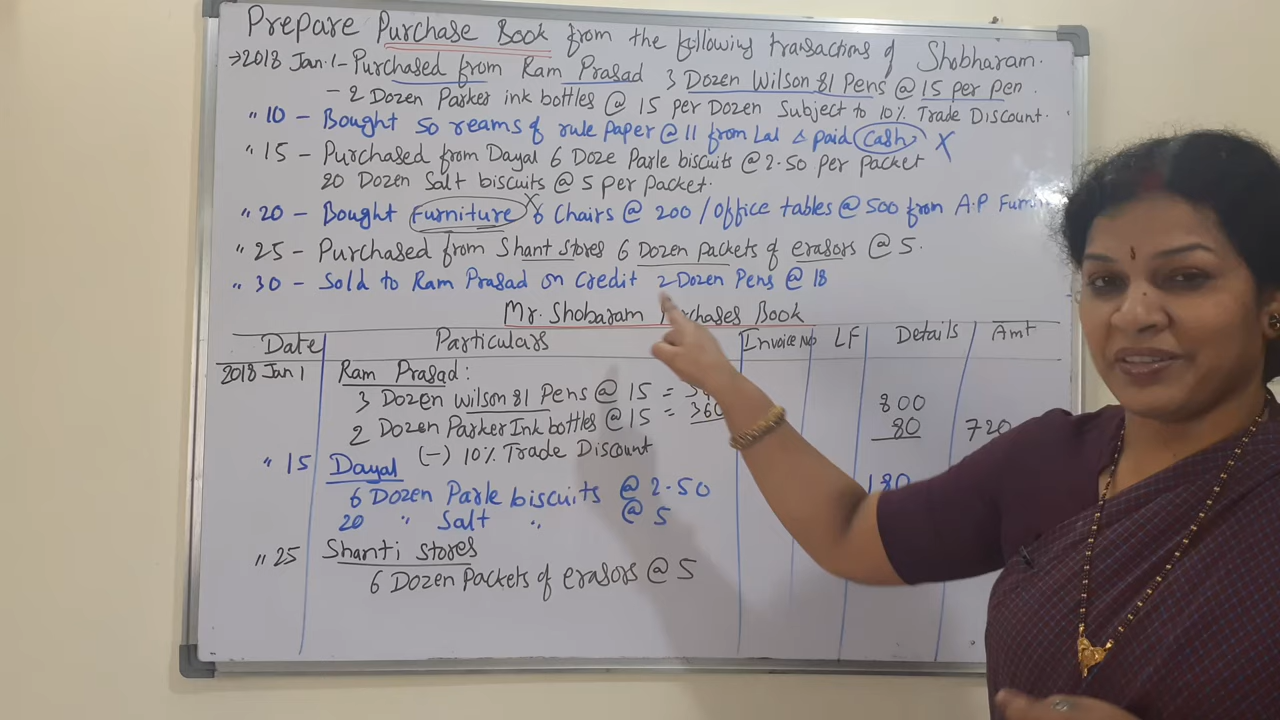 Prepare Purchase Book from the following transactions of Shobharam.
→2018 Jan.1 - Purchased from Ram Prasad 3 Dozen Wilson 81 Pens @ 15 per pen.
- 2 Dozen Parker ink bottles @ 15 per Dozen Subject to 10% Trade Discount.
" 10 - Bought 50 reams of rule paper @ 11 from Lal & paid Cash X
" 15 - Purchased from Dayal 6 Doze Parle biscuits @ 2.50 per packet
20 Dozen Salt biscuits @ 5 per packet.
" 20 - Bought Furniture X 6 Chairs @ 200 / office tables @ 500 from A.P
" 25 - Purchased from Shant stores 6 Dozen packets of erasors @ 5.
" 30 - Sold to Ram Prasad on Credit 2 Dozen Pens @ 18
Mr. Shobaram Purchases Book
Date Particulars Invoice No LF Details Amt
2018 Jan 1 Ram Prasad:
3 Dozen wilson 81 Pens @ 15 =
2 Dozen Parker Ink bottles @ 15 = 360 800
(-) 10% Trade Discount 80 720
" 15 Dayal
6 Dozen Parle biscuits @ 2.50 180
20 " Salt " @ 5
" 25 Shanti stores
6 Dozen Packets of erasors @ 5